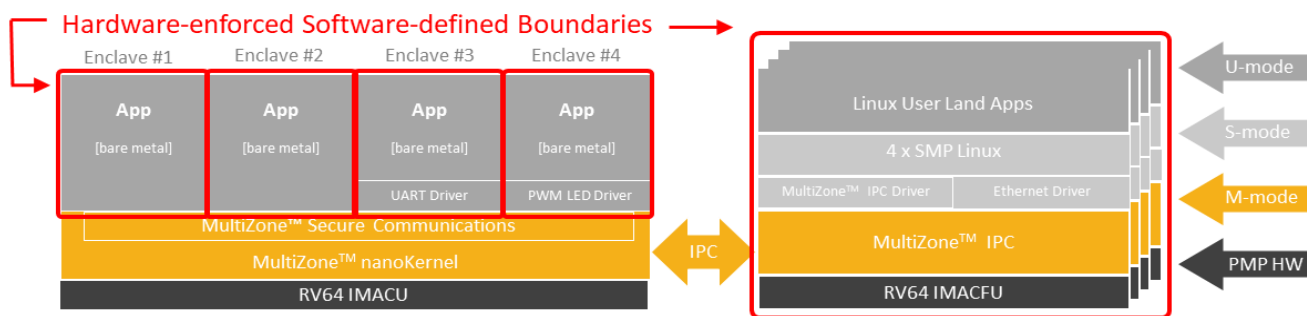 Hardware-enforced Software-defined Boundaries
Enclave #1
Enclave #2
Enclave #3
Enclave #4
App
[bare metal]
App
[bare metal]
App
[bare metal]
UART Driver
App
[bare metal]
PWM LED Driver
MultiZone™ Secure Communications
MultiZone™ nanoKernel
RV64 IMACU
IPC
Linux User Land Apps
4 x SMP Linux
MultiZone™ IPC Driver
Ethernet Driver
MultiZone™ IPC
RV64 IMACFU
U-mode
S-mode
M-mode
PMP HW